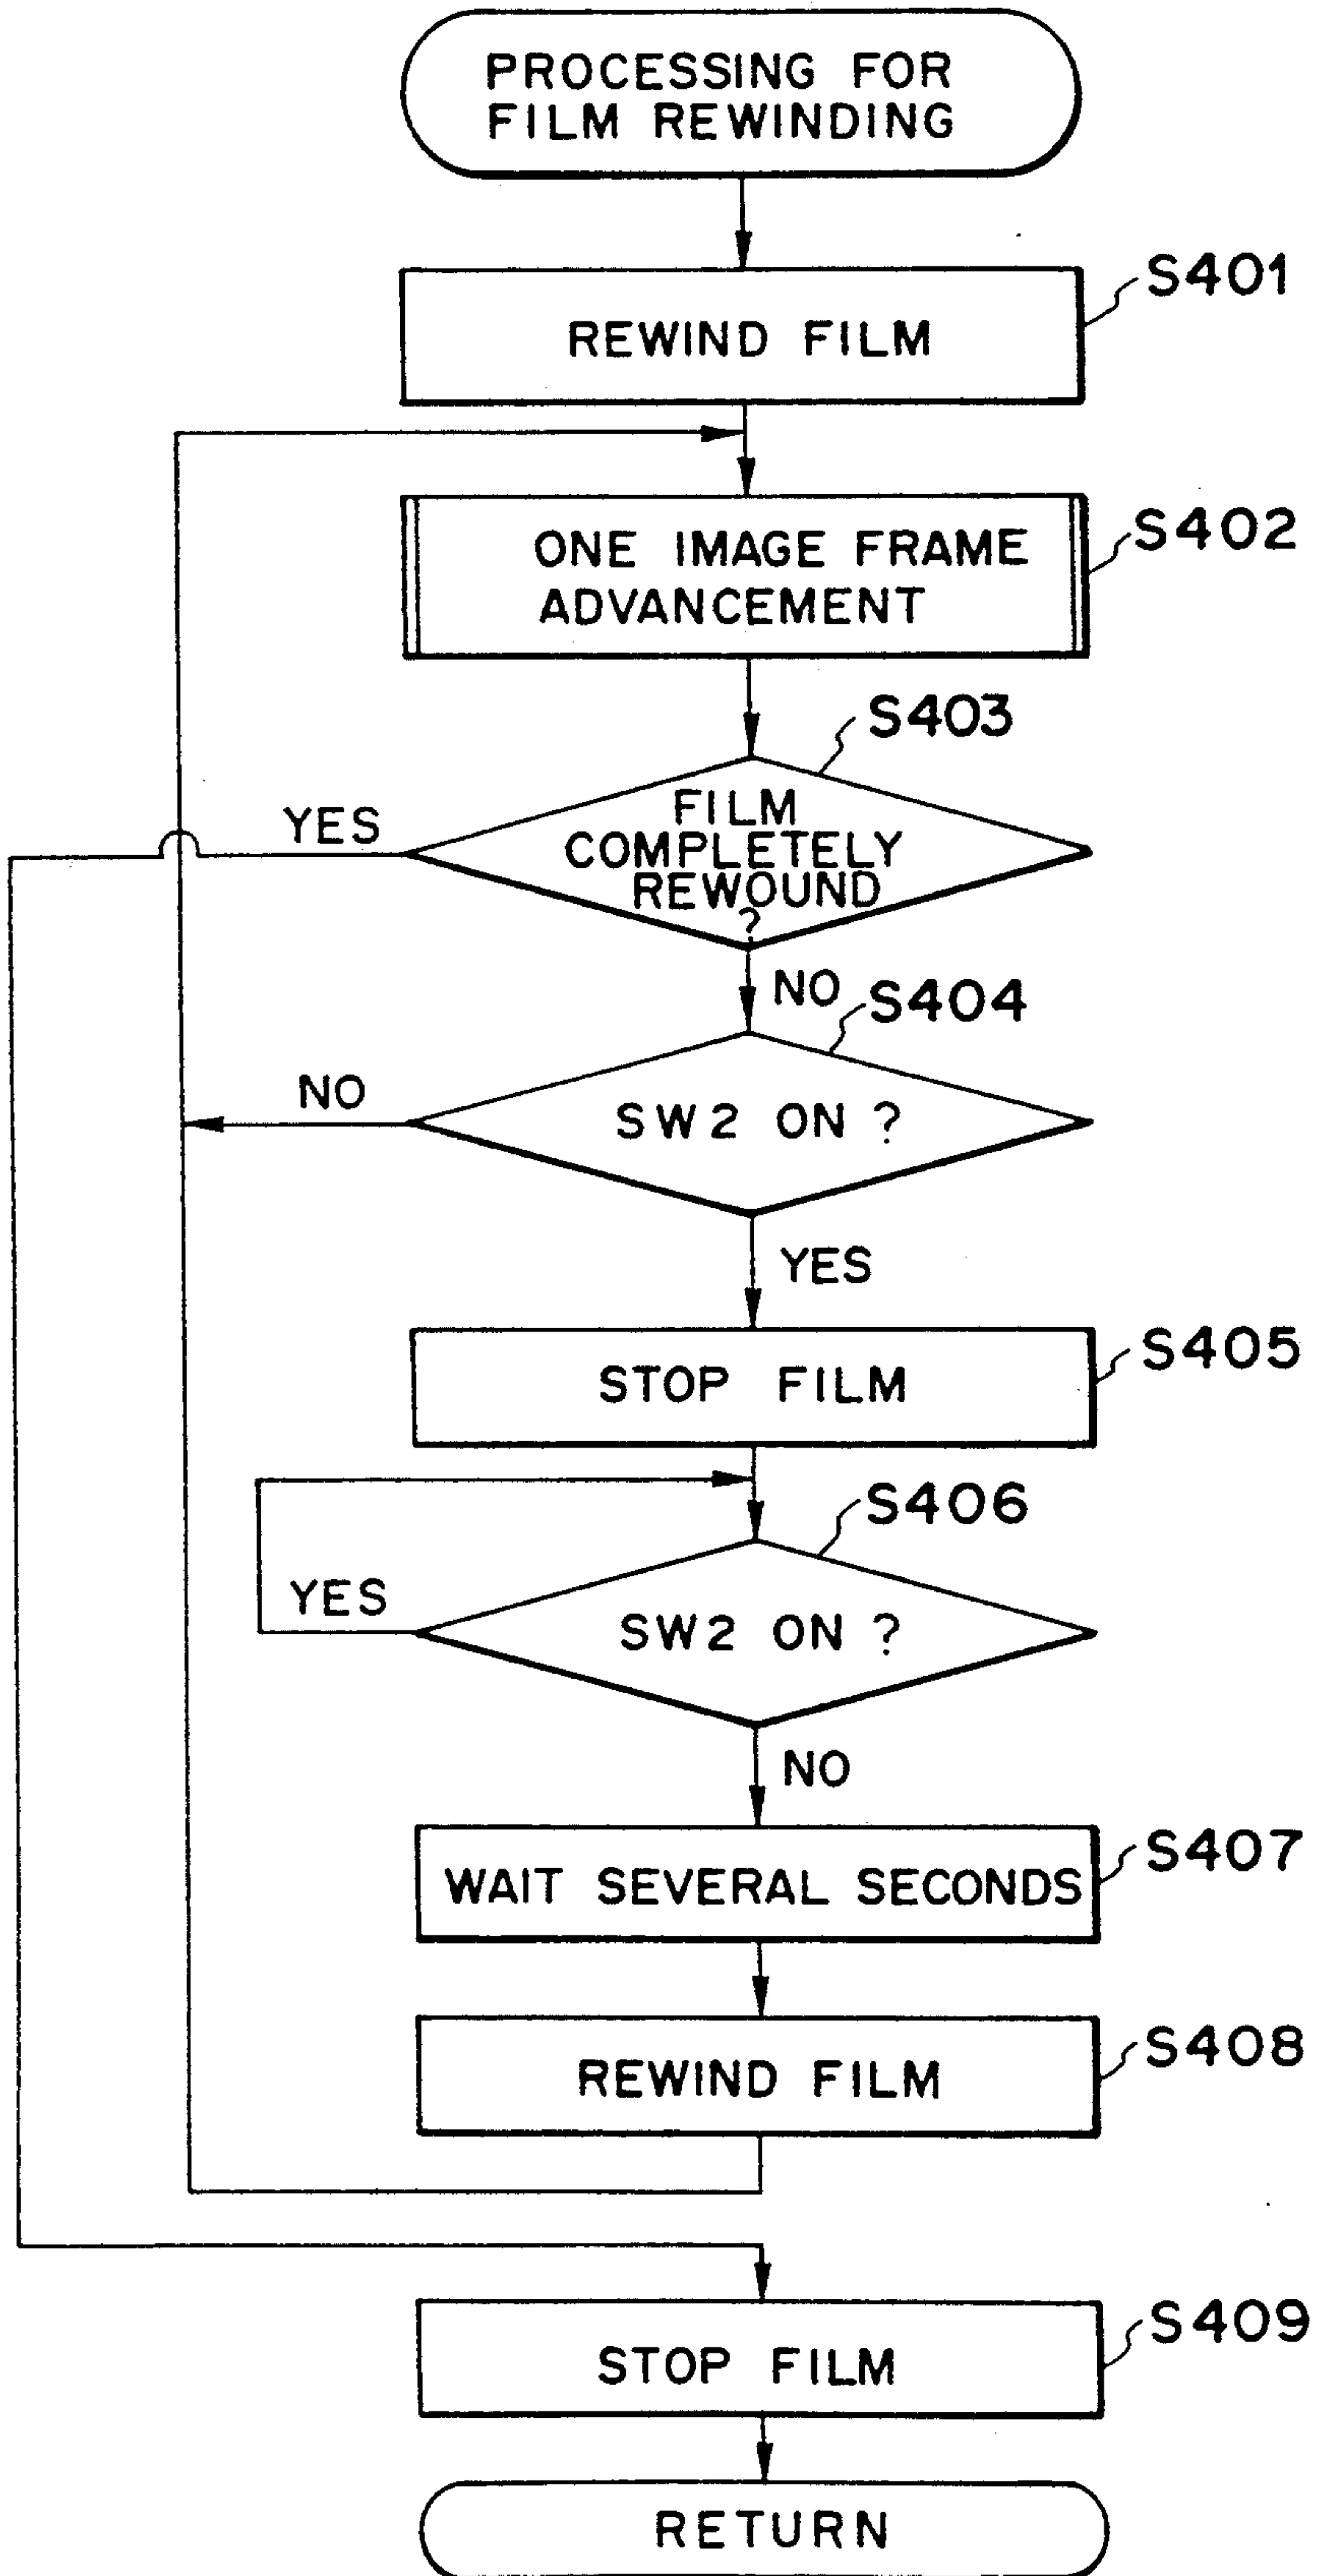 PROCESSING FOR
FILM REWINDING
S401
REWIND FILM
S402
ONE IMAGE FRAME
ADVANCEMENT
S403
YES
FILM
COMPLETELY
REWOUND
?
NO
S404
NO
SW2 ON ?
YES
S405
STOP FILM
S406
YES
SW2 ON ?
NO
S407
WAIT SEVERAL SECONDS
S408
REWIND FILM
S409
STOP FILM
RETURN